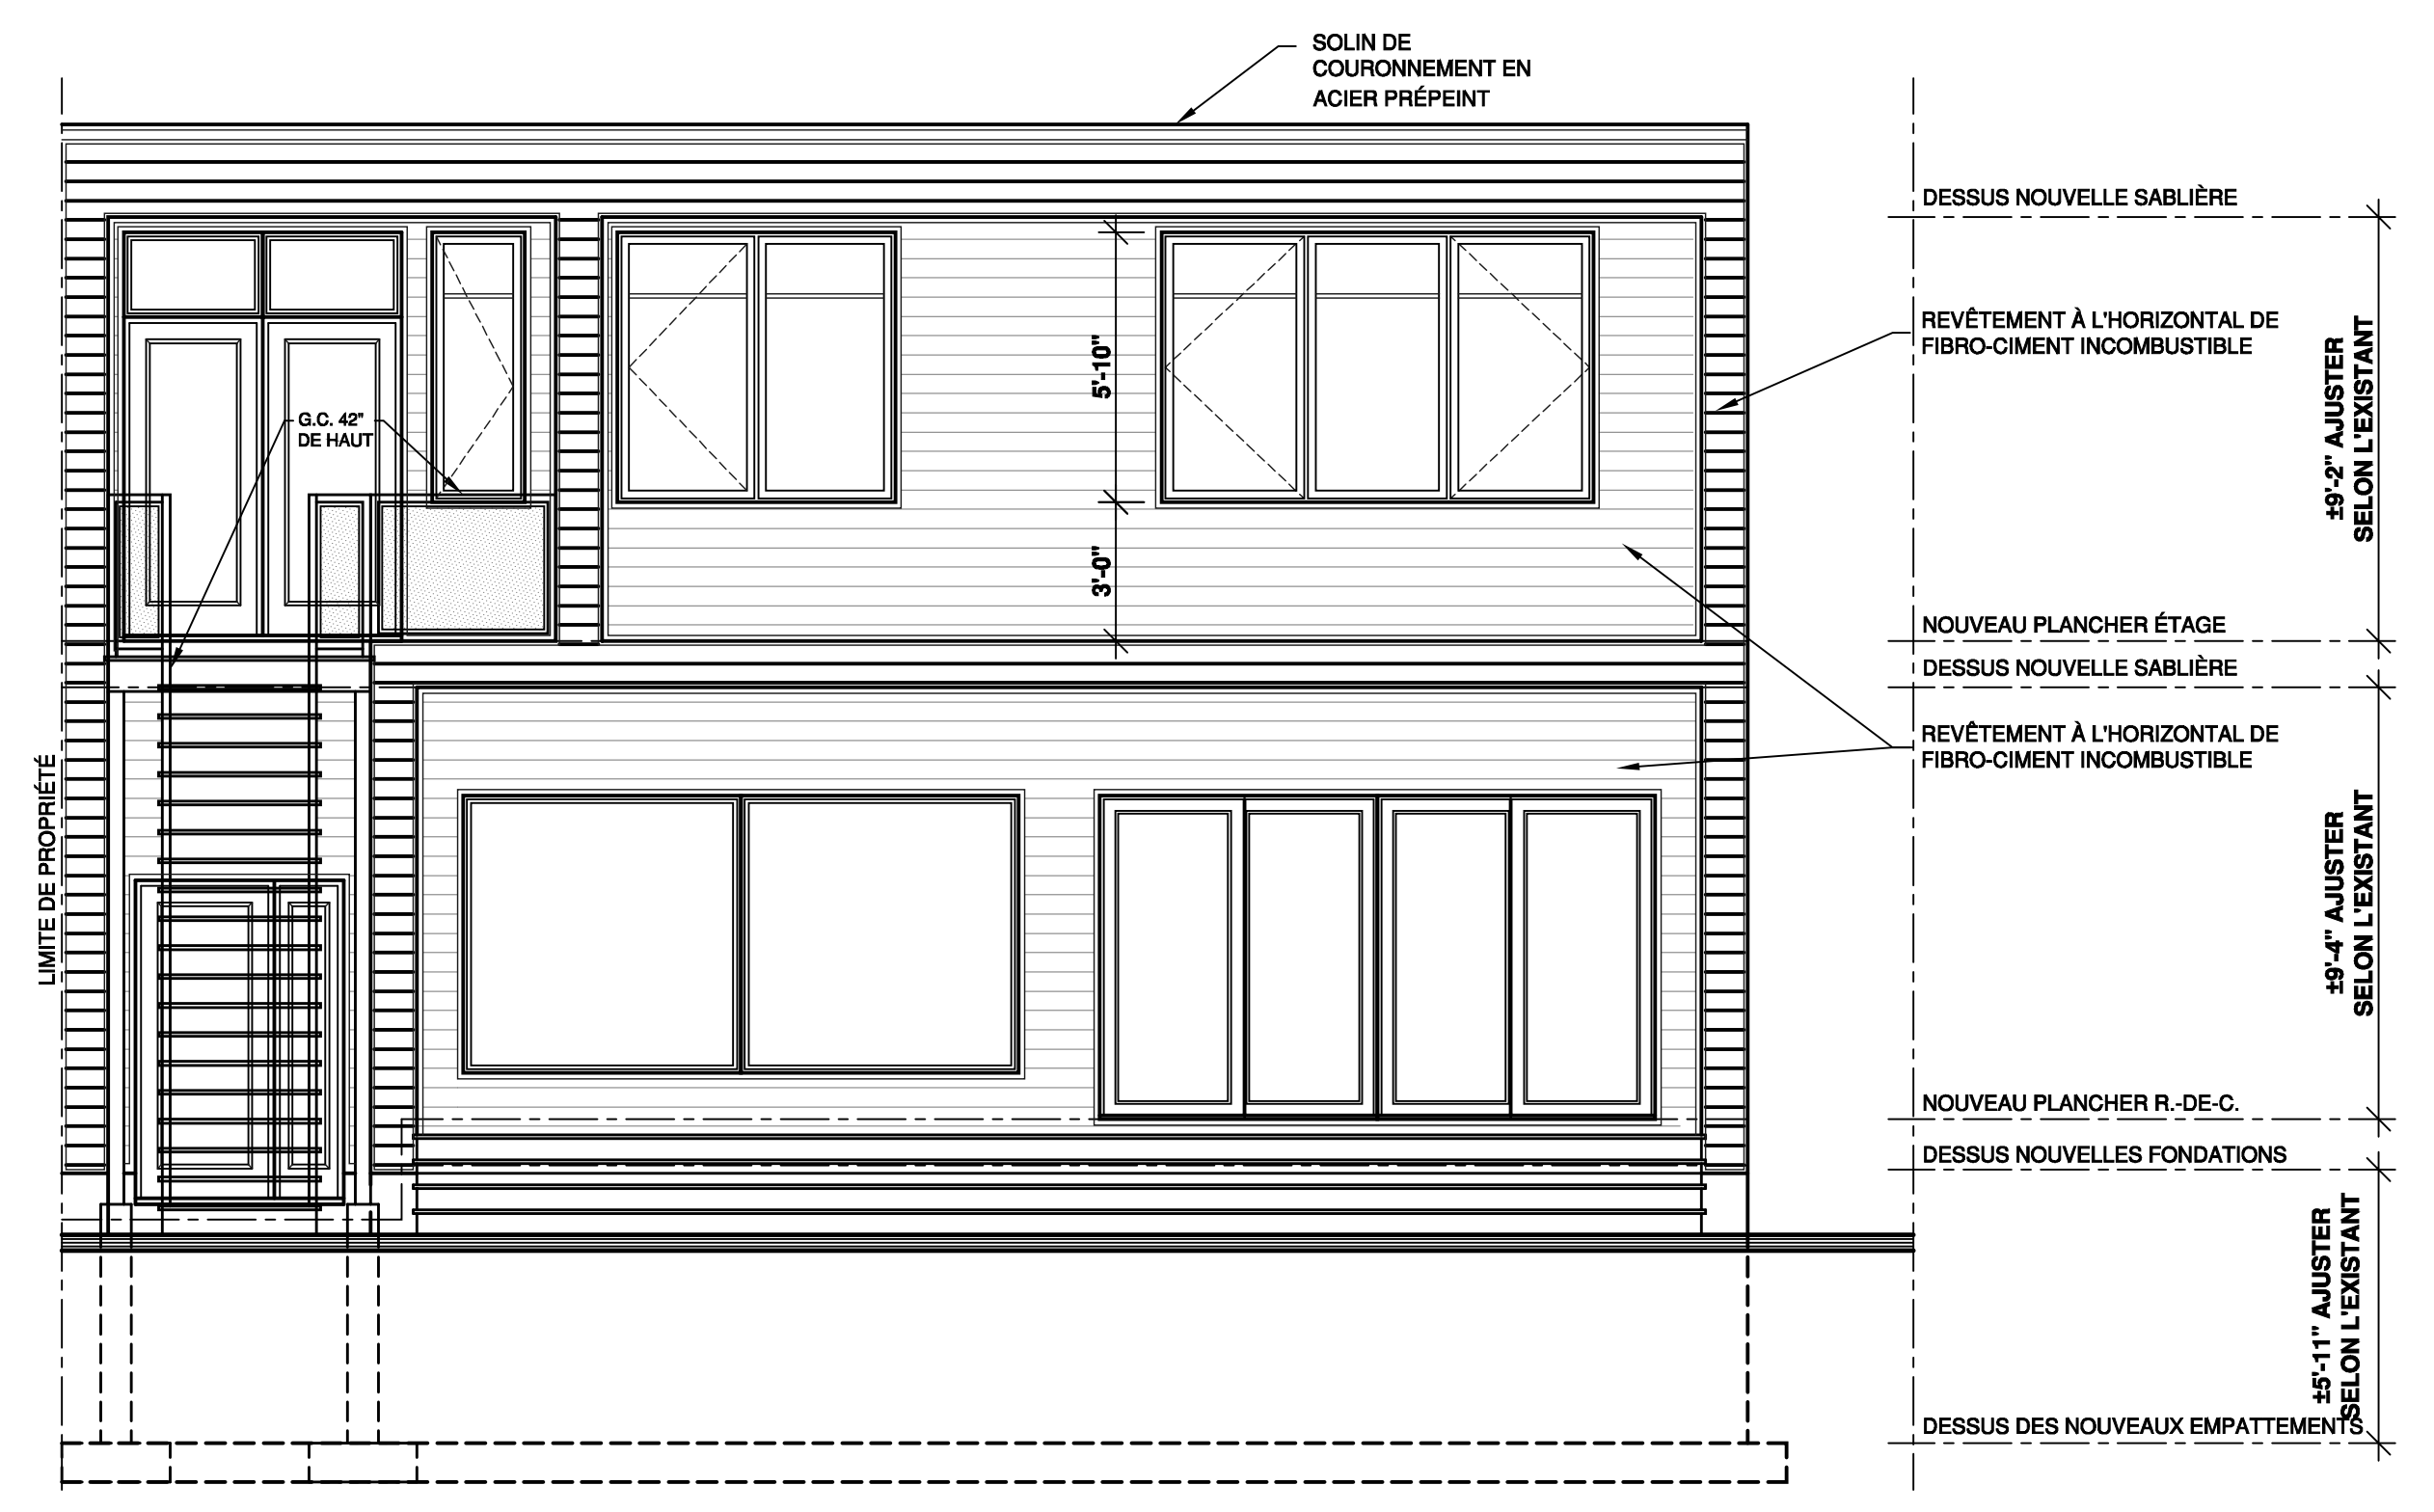 SOLIN DE
COURONNEMENT EN
ACIER PRÉPEINT
DESSUS NOUVELLE SABLIÈRE
REVÊTEMENT À L'HORIZONTAL DE
FIBRO-CIMENT INCOMBUSTIBLE
±9'-2" AJUSTER
SELON L'EXISTANT
5'-10"
G.C. 42"
DE HAUT
3'-0"
NOUVEAU PLANCHER ÉTAGE
DESSUS NOUVELLE SABLIÈRE
REVÊTEMENT À L'HORIZONTAL DE
FIBRO-CIMENT INCOMBUSTIBLE
LIMITE DE PROPRIÉTÉ
±9'-4" AJUSTER
SELON L'EXISTANT
NOUVEAU PLANCHER R.-DE-C.
DESSUS NOUVELLES FONDATIONS
±5'-11" AJUSTER
SELON L'EXISTANT
DESSUS DES NOUVEAUX EMPATTEMENTS